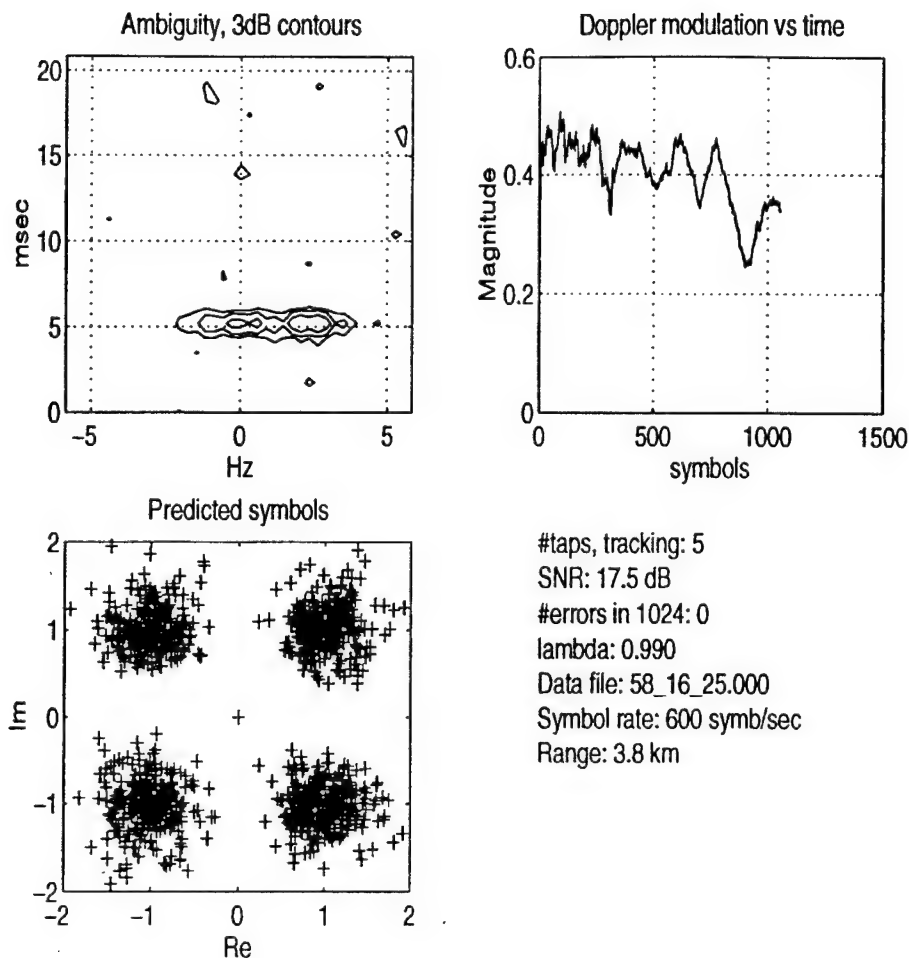 Ambiguity, 3dB contours
20
15
10
5
0
msec
−5 0 5
Hz
Doppler modulation vs time
0.6
0.4
0.2
0
Magnitude
0 500 1000 1500
symbols
Predicted symbols
2
1
0
−1
−2
Im
−2 −1 0 1 2
Re
#taps, tracking: 5
SNR: 17.5 dB
#errors in 1024: 0
lambda: 0.990
Data file: 58_16_25.000
Symbol rate: 600 symb/sec
Range: 3.8 km